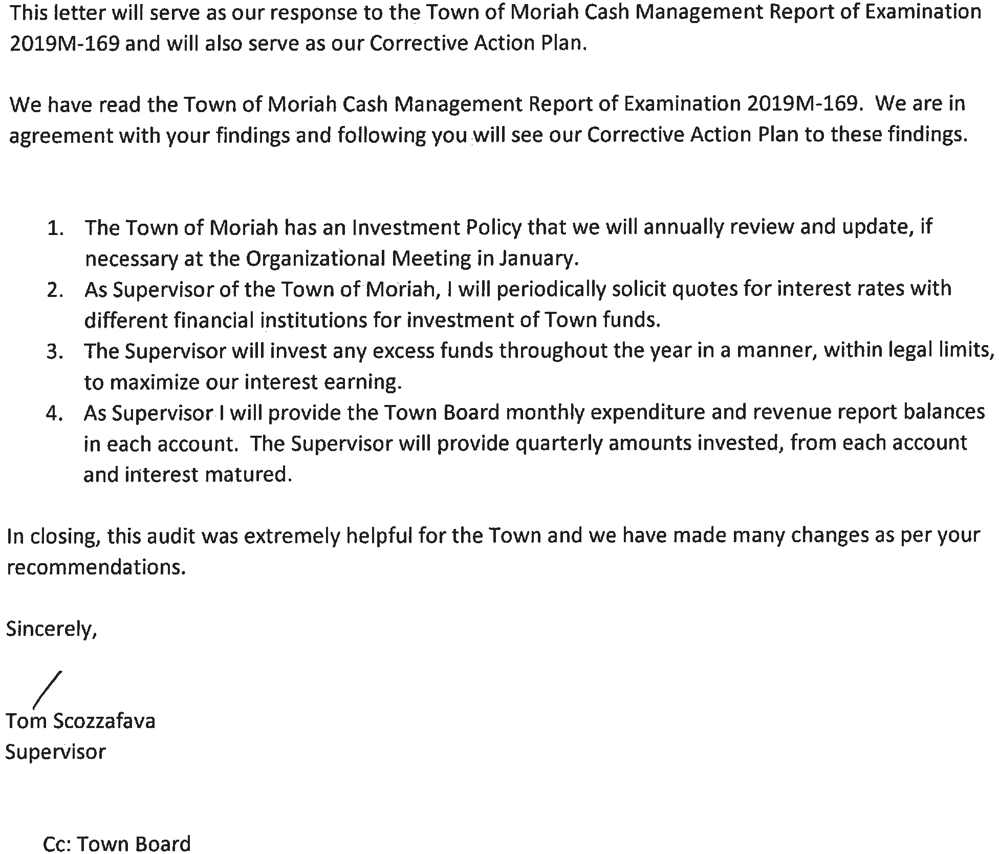 This letter will serve as our response to the Town of Moriah Cash Management Report of Examination
2019M-169 and will also serve as our Corrective Action Plan.
We have read the Town of Moriah Cash Management Report of Examination 2019M-169.  We are in
agreement with your findings and following you will see our Corrective Action Plan to these findings.
1. The Town of Moriah has an Investment Policy that we will annually review and update, if
necessary at the Organizational Meeting in January.
2. As Supervisor of the Town of Moriah, I will periodically solicit quotes for interest rates with
different financial institutions for investment of Town funds.
3. The Supervisor will invest any excess funds throughout the year in a manner, within legal limits,
to maximize our interest earning.
4. As Supervisor I will provide the Town Board monthly expenditure and revenue report balances
in each account.  The Supervisor will provide quarterly amounts invested, from each account
and interest matured.
In closing, this audit was extremely helpful for the Town and we have made many changes as per your
recommendations.
Sincerely,
Tom Scozzafava
Supervisor
Cc: Town Board